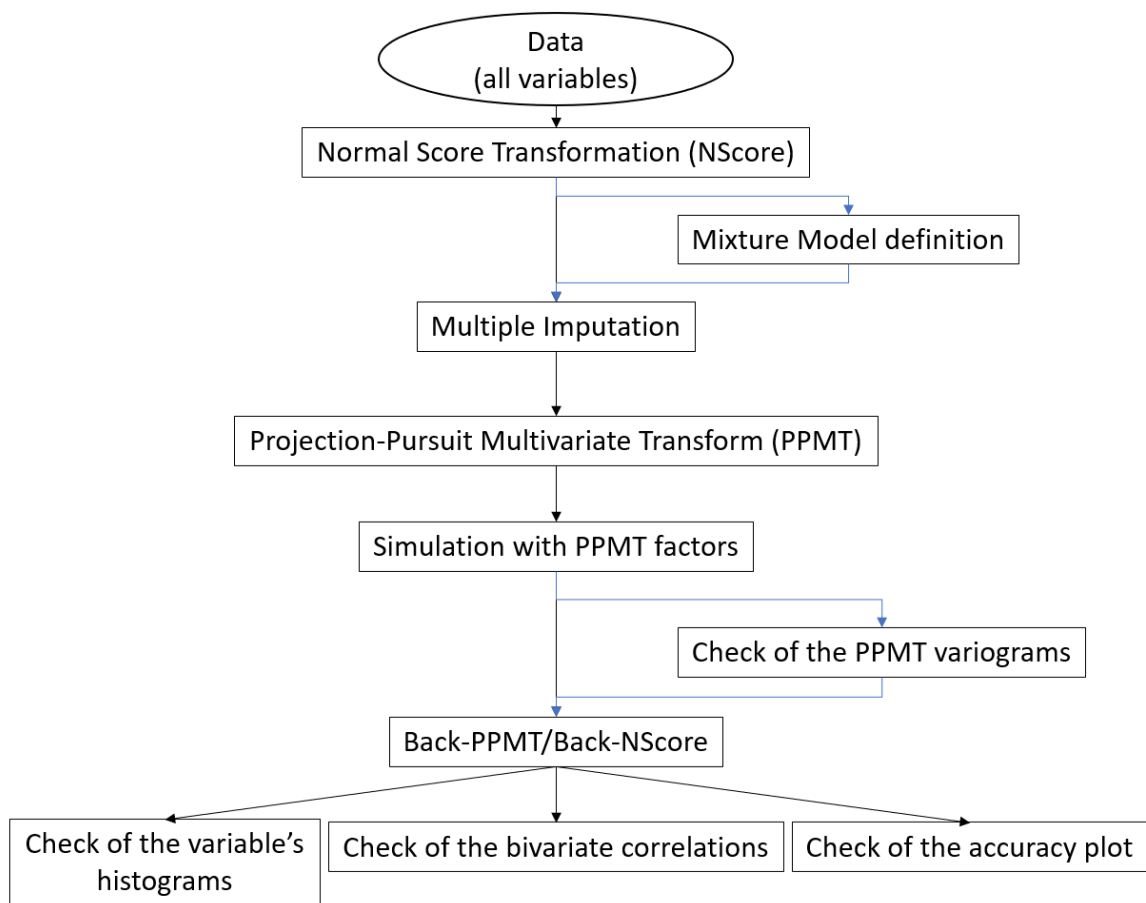 Data
(all variables)
Normal Score Transformation (NScore)
Mixture Model definition
Multiple Imputation
Projection-Pursuit Multivariate Transform (PPMT)
Simulation with PPMT factors
Check of the PPMT variograms
Back-PPMT/Back-NScore
Check of the variable’s
histograms
Check of the bivariate correlations
Check of the accuracy plot